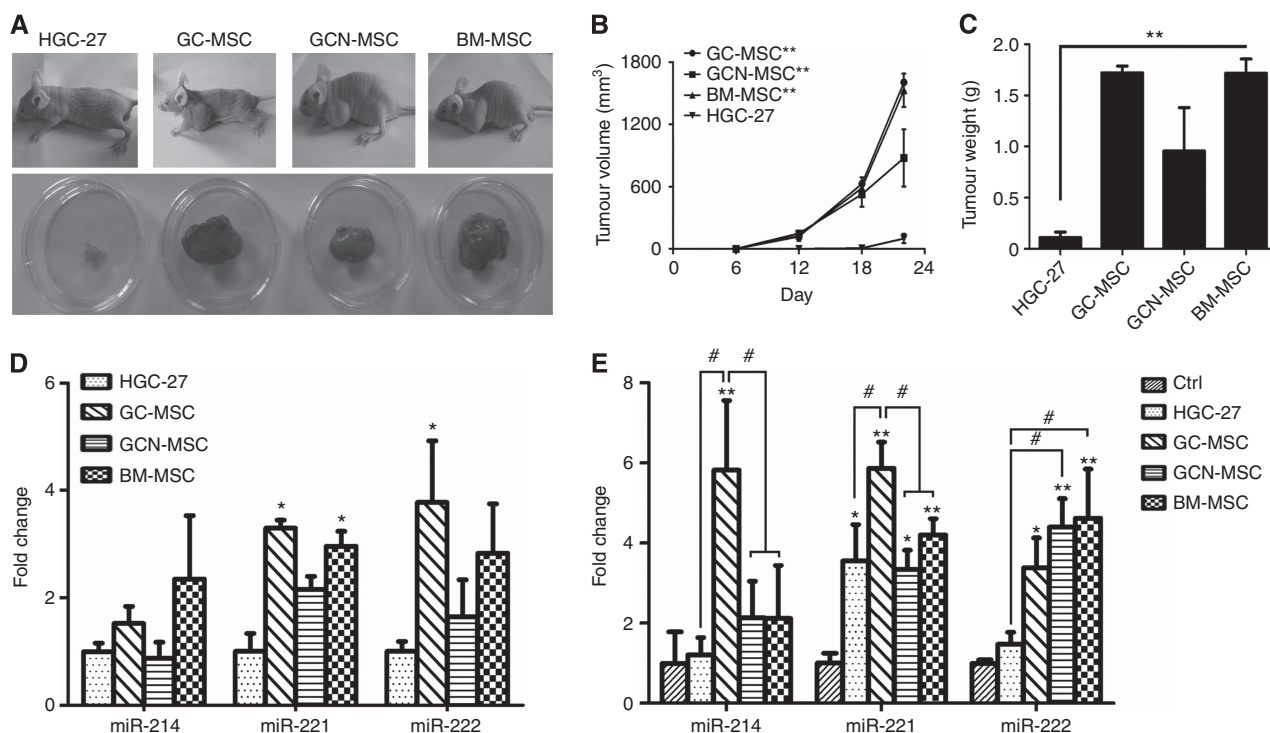 A
HGC-27 GC-MSC GCN-MSC BM-MSC
B
GC-MSC**
GCN-MSC**
BM-MSC**
HGC-27
Tumour volume (mm³)
1800
1200
600
0
0 6 12 18 24
Day
C
**
Tumour weight (g)
2.0
1.5
1.0
0.5
0
HGC-27 GC-MSC GCN-MSC BM-MSC
D
HGC-27
GC-MSC
GCN-MSC
BM-MSC
Fold change
6
4
2
0
* * *
miR-214 miR-221 miR-222
E
Ctrl
HGC-27
GC-MSC
GCN-MSC
BM-MSC
Fold change
8
6
4
2
0
# # # # # #
** * ** * ** * ** **
miR-214 miR-221 miR-222